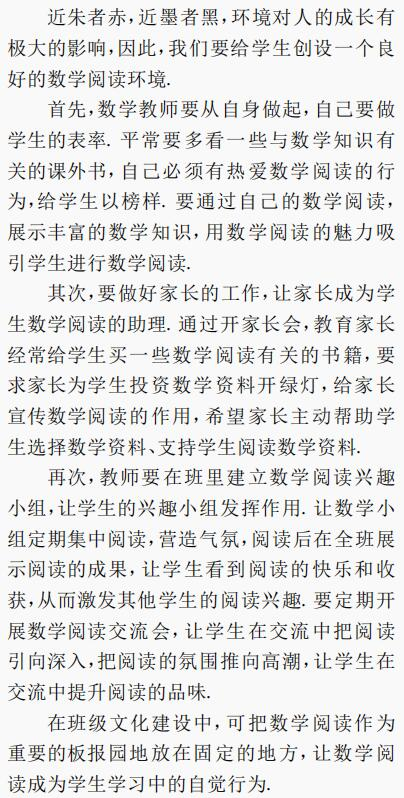 近朱者赤,近墨者黑,环境对人的成长有
极大的影响,因此,我们要给学生创设一个良
好的数学阅读环境.
首先,数学教师要从自身做起,自己要做
学生的表率. 平常要多看一些与数学知识有
关的课外书,自己必须有热爱数学阅读的行
为,给学生以榜样. 要通过自己的数学阅读,
展示丰富的数学知识,用数学阅读的魅力吸
引学生进行数学阅读.
其次,要做好家长的工作,让家长成为学
生数学阅读的助理. 通过开家长会,教育家长
经常给学生买一些数学阅读有关的书籍,要
求家长为学生投资数学资料开绿灯,给家长
宣传数学阅读的作用,希望家长主动帮助学
生选择数学资料、支持学生阅读数学资料.
再次,教师要在班里建立数学阅读兴趣
小组,让学生的兴趣小组发挥作用. 让数学小
组定期集中阅读,营造气氛,阅读后在全班展
示阅读的成果,让学生看到阅读的快乐和收
获,从而激发其他学生的阅读兴趣. 要定期开
展数学阅读交流会,让学生在交流中把阅读
引向深入,把阅读的氛围推向高潮,让学生在
交流中提升阅读的品味.
在班级文化建设中,可把数学阅读作为
重要的板报园地放在固定的地方,让数学阅
读成为学生学习中的自觉行为.